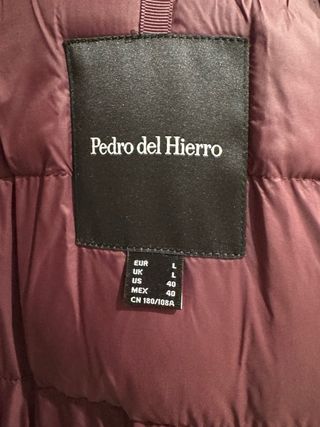 Pedro del Hierro
EUR L
UK L
US 40
MEX 40
CN 180/108A